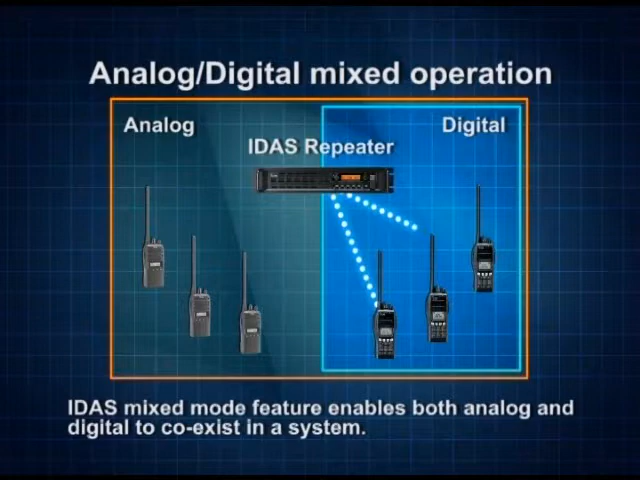 Analog/Digital mixed operation
Analog
Digital
IDAS Repeater
IDAS mixed mode feature enables both analog and
digital to co-exist in a system.